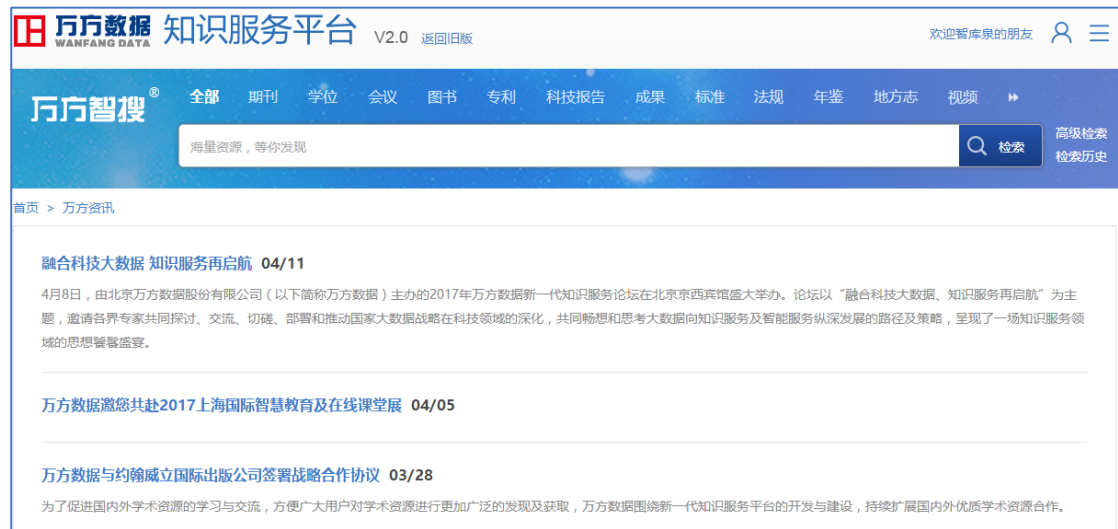 万方数据 知识服务平台 V2.0 返回旧版 欢迎智库泉的朋友
WANFANG DATA
万方智搜® 全部 期刊 学位 会议 图书 专利 科技报告 成果 标准 法规 年鉴 地方志 视频
海量资源，等你发现 检索 高级检索
检索历史
首页 > 万方资讯
融合科技大数据 知识服务再启航 04/11
4月8日，由北京万方数据股份有限公司（以下简称万方数据）主办的2017年万方数据新一代知识服务论坛在北京京西宾馆盛大举办。论坛以“融合科技大数据、知识服务再启航”为主
题，邀请各界专家共同探讨、交流、切磋、部署和推动国家大数据战略在科技领域的深化，共同畅想和思考大数据向知识服务及智能服务纵深发展的路径及策略，呈现了一场知识服务领
域的思想饕餮盛宴。
万方数据邀您共赴2017上海国际智慧教育及在线课堂展 04/05
万方数据与约翰威立国际出版公司签署战略合作协议 03/28
为了促进国内外学术资源的学习与交流，方便广大用户对学术资源进行更加广泛的发现及获取，万方数据围绕新一代知识服务平台的开发与建设，持续扩展国内外优质学术资源合作。